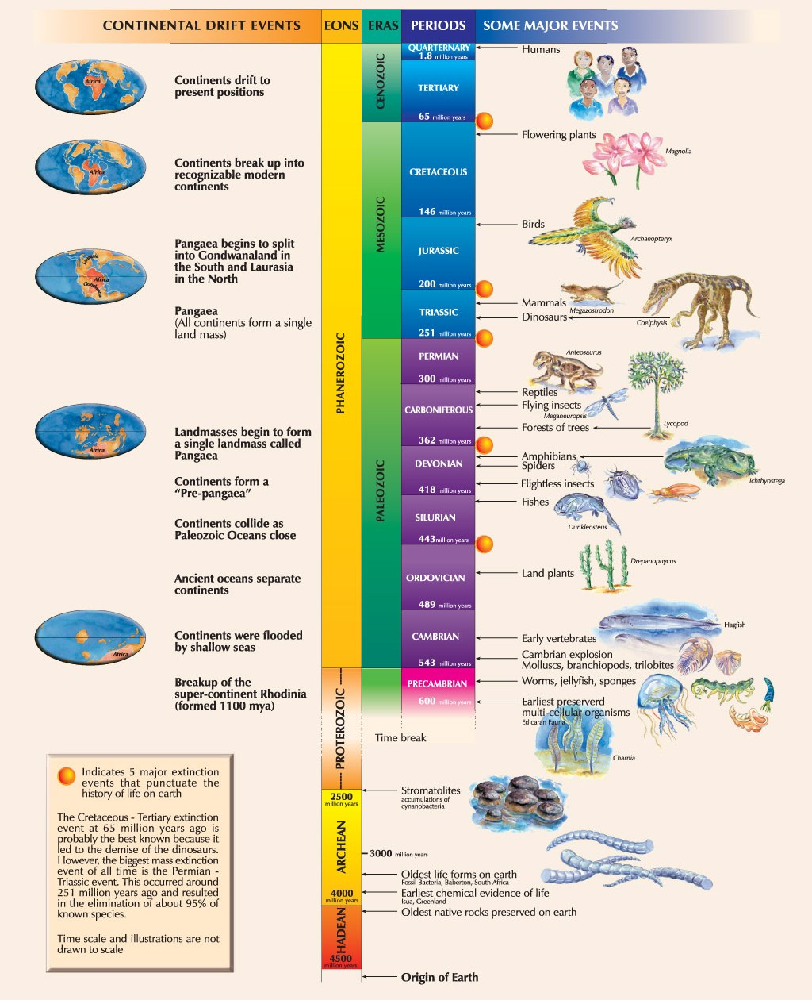 CONTINENTAL DRIFT EVENTS
EONS
ERAS
PERIODS
SOME MAJOR EVENTS
Africa
Continents drift to
present positions
Africa
Continents break up into
recognizable modern
continents
Laurasia
Africa
Pangaea begins to split
into Gondwanaland in
the South and Laurasia
in the North
Pangaea
(All continents form a single
land mass)
Africa
Landmasses begin to form
a single landmass called
Pangaea
Continents form a
“Pre-pangaea”
Continents collide as
Paleozoic Oceans close
Ancient oceans separate
continents
Africa
Continents were flooded
by shallow seas
Breakup of the
super-continent Rhodinia
(formed 1100 mya)
PHANEROZOIC
PROTEROZOIC
2500
million years
ARCHEAN
4000
million years
HADEAN
4500
million years
CENOZOIC
MESOZOIC
PALEOZOIC
QUARTERNARY
1.8 million years
TERTIARY
65 million years
CRETACEOUS
146 million years
JURASSIC
200 million years
TRIASSIC
251 million years
PERMIAN
300 million years
CARBONIFEROUS
362 million years
DEVONIAN
418 million years
SILURIAN
443 million years
ORDOVICIAN
489 million years
CAMBRIAN
543 million years
PRECAMBRIAN
600 million years
Time break
Humans
Flowering plants
Magnolia
Birds
Archaeopteryx
Mammals
Megazostrodon
Dinosaurs
Coelphysis
Anteosaurus
Reptiles
Flying insects
Meganeuropsis
Forests of trees
Lycopod
Amphibians
Spiders
Ichthyostega
Flightless insects
Fishes
Dunkleosteus
Drepanophycus
Land plants
Hagfish
Early vertebrates
Cambrian explosion
Molluscs, branchiopods, trilobites
Worms, jellyfish, sponges
Earliest preserverd
multi-cellular organisms
Edicaran Fauna
Charnia
Stromatolites
accumulations of
cynanobacteria
3000 million years
Oldest life forms on earth
Fossil Bacteria, Baberton, South Africa
Earliest chemical evidence of life
Isua, Greenland
Oldest native rocks preserved on earth
Origin of Earth
Indicates 5 major extinction
events that punctuate the
history of life on earth
The Cretaceous - Tertiary extinction
event at 65 million years ago is
probably the best known because it
led to the demise of the dinosaurs.
However, the biggest mass extinction
event of all time is the Permian -
Triassic event. This occurred around
251 million years ago and resulted
in the elimination of about 95% of
known species.
Time scale and illustrations are not
drawn to scale